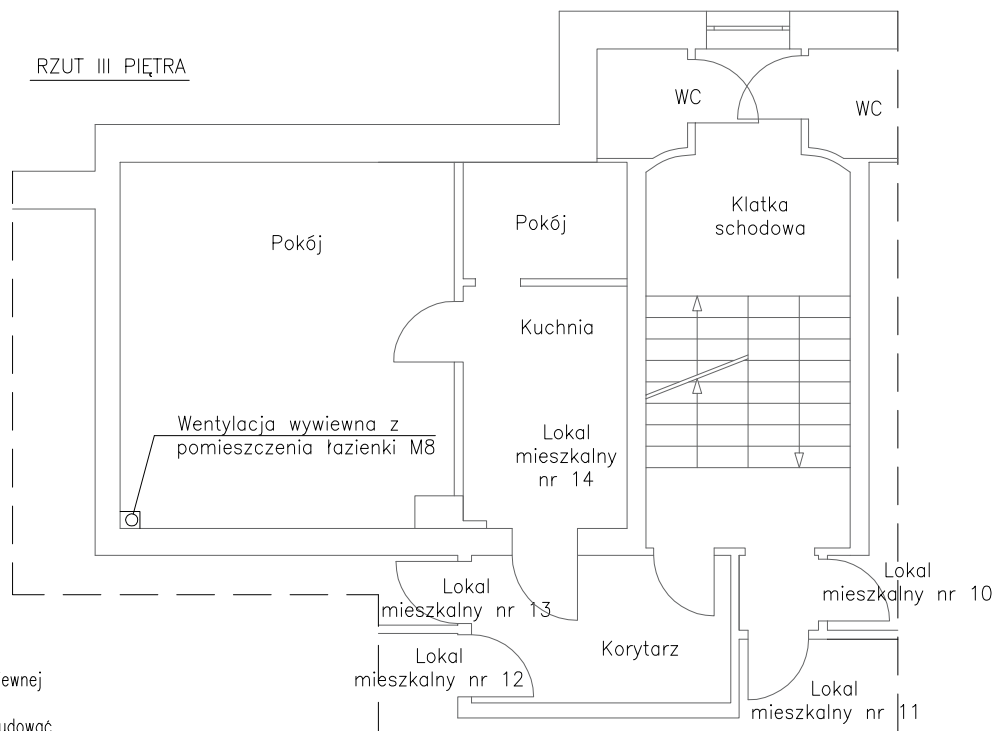 RZUT III PIĘTRA
WC
WC
Klatka
schodowa
Pokój
Pokój
Kuchnia
Wentylacja wywiewna z
pomieszczenia łazienki M8
Lokal
mieszkalny
nr 14
Lokal
mieszkalny nr 13
Lokal
mieszkalny nr 10
Korytarz
Lokal
mieszkalny nr 12
Lokal
mieszkalny nr 11